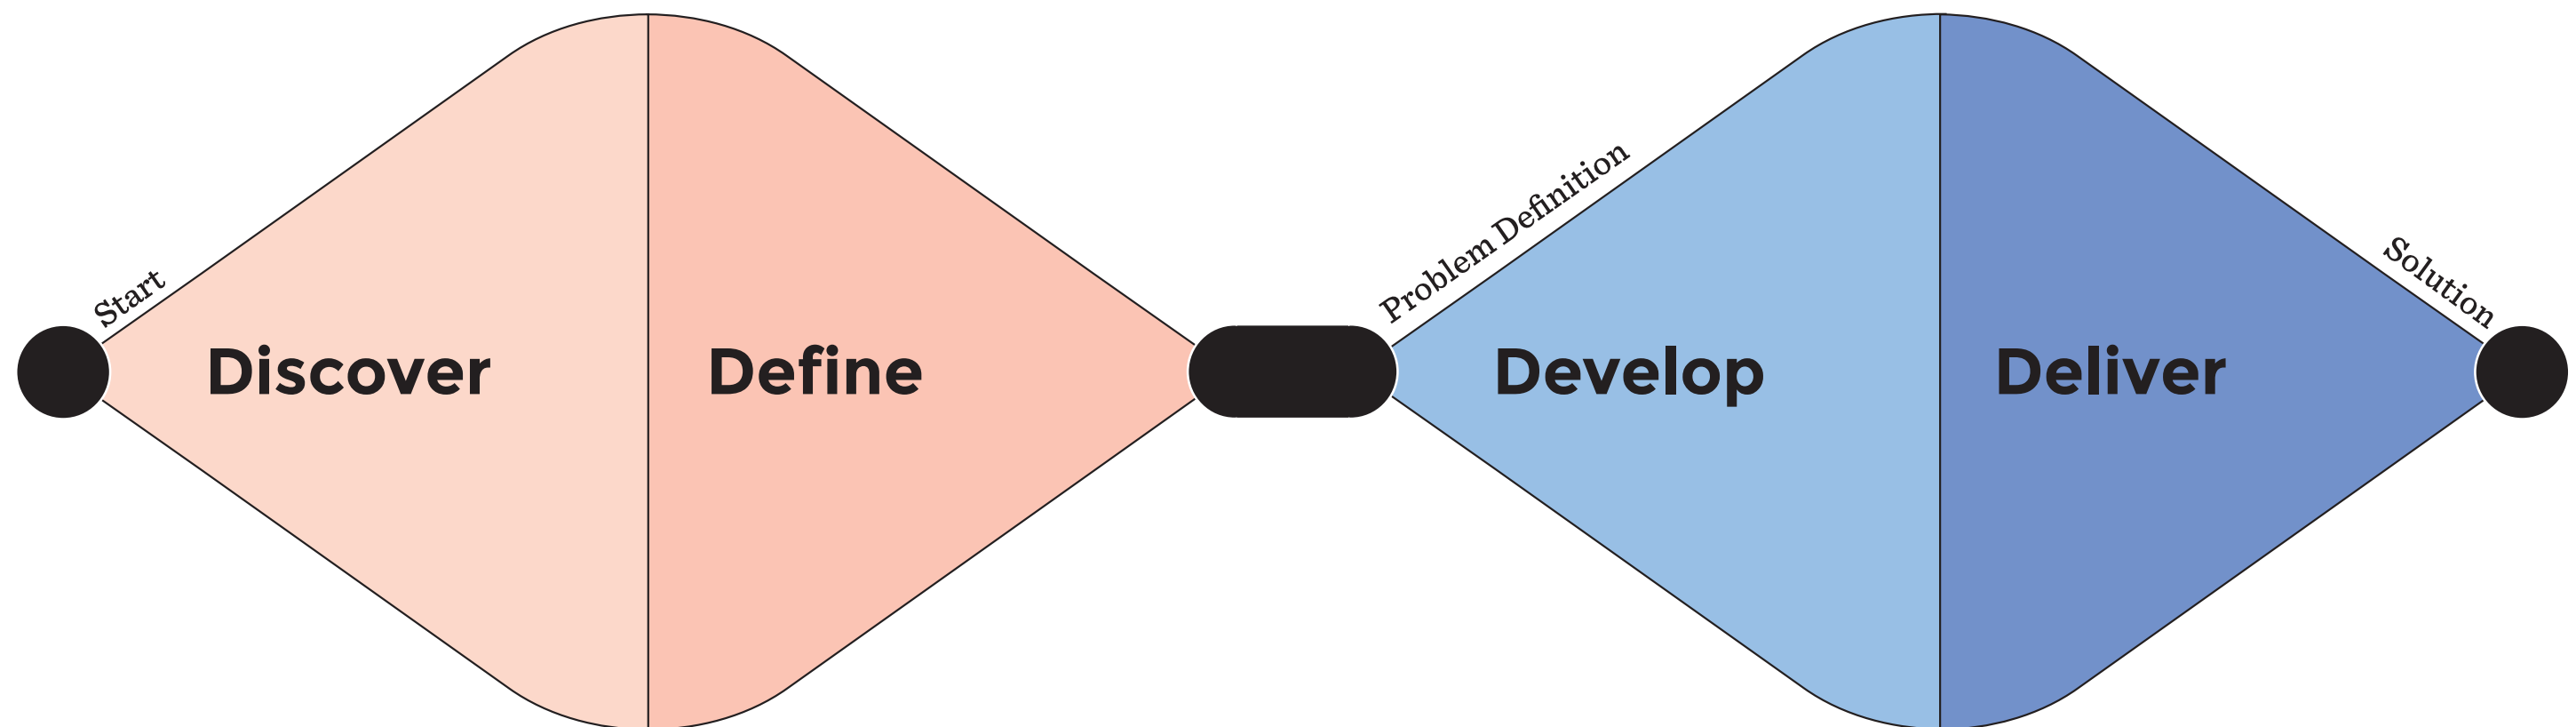 Start
Discover
Define
Problem Definition
Develop
Deliver
Solution